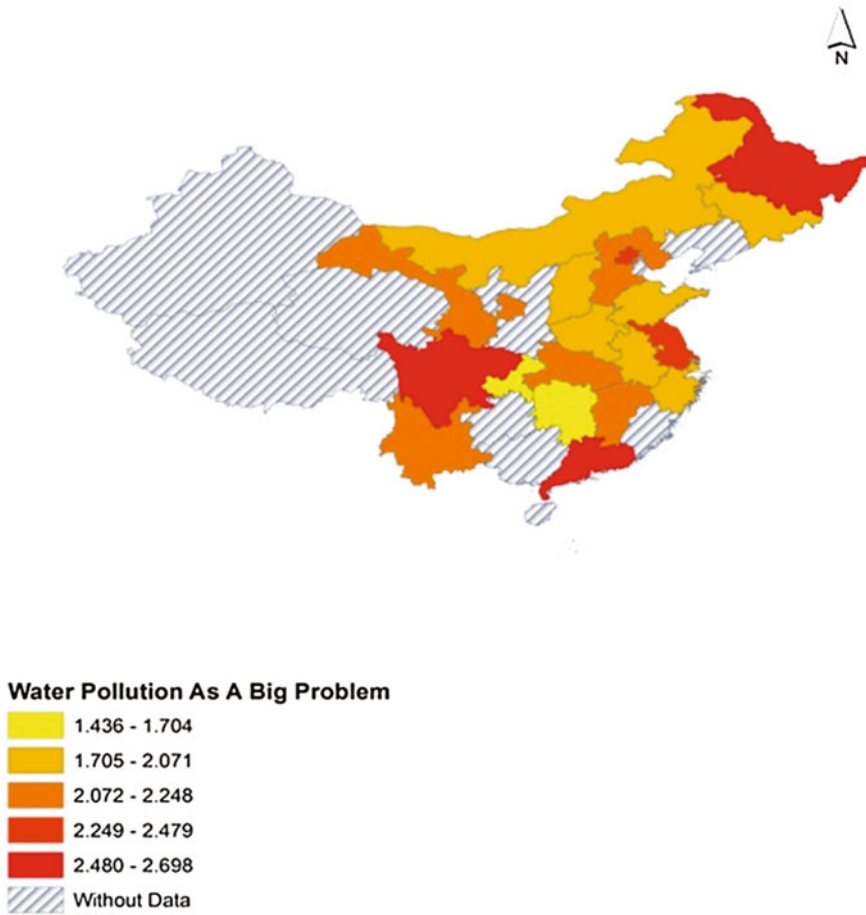 N
Water Pollution As A Big Problem
1.436 - 1.704
1.705 - 2.071
2.072 - 2.248
2.249 - 2.479
2.480 - 2.698
Without Data